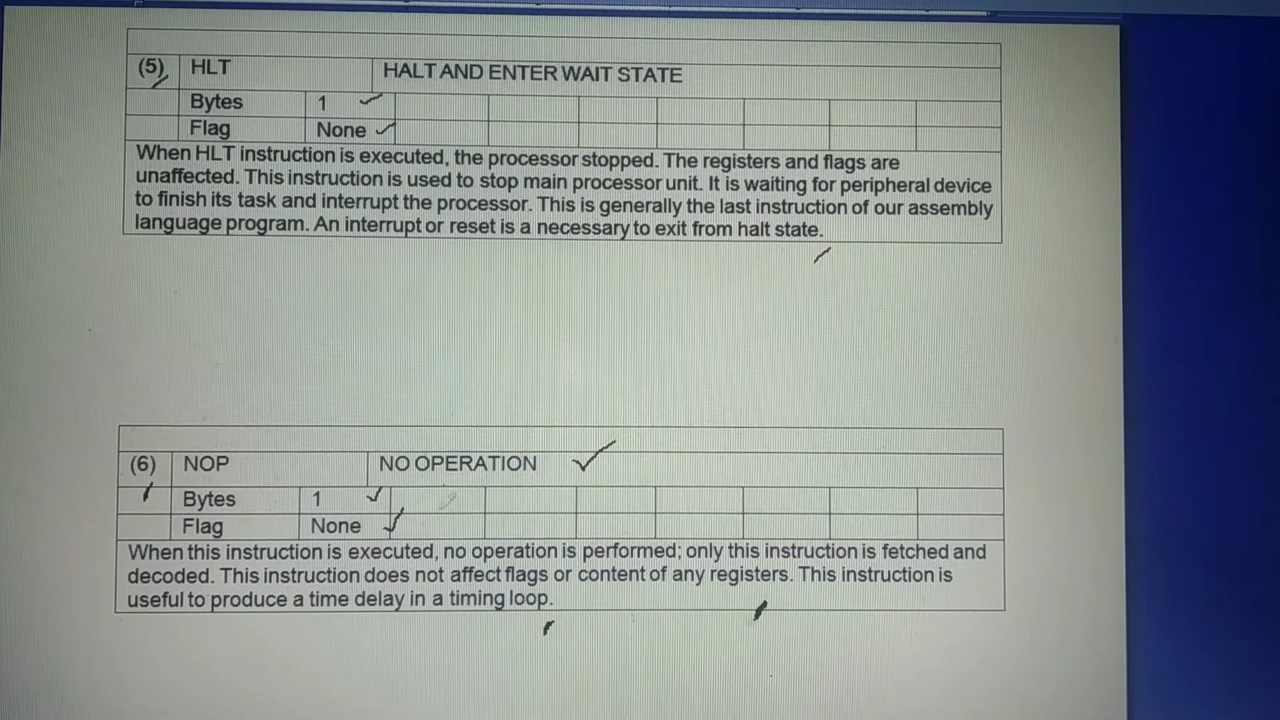 (5) HLT HALT AND ENTER WAIT STATE
Bytes 1
Flag None
When HLT instruction is executed, the processor stopped. The registers and flags are
unaffected. This instruction is used to stop main processor unit. It is waiting for peripheral device
to finish its task and interrupt the processor. This is generally the last instruction of our assembly
language program. An interrupt or reset is a necessary to exit from halt state.
(6) NOP NO OPERATION
Bytes 1
Flag None
When this instruction is executed, no operation is performed; only this instruction is fetched and
decoded. This instruction does not affect flags or content of any registers. This instruction is
useful to produce a time delay in a timing loop.